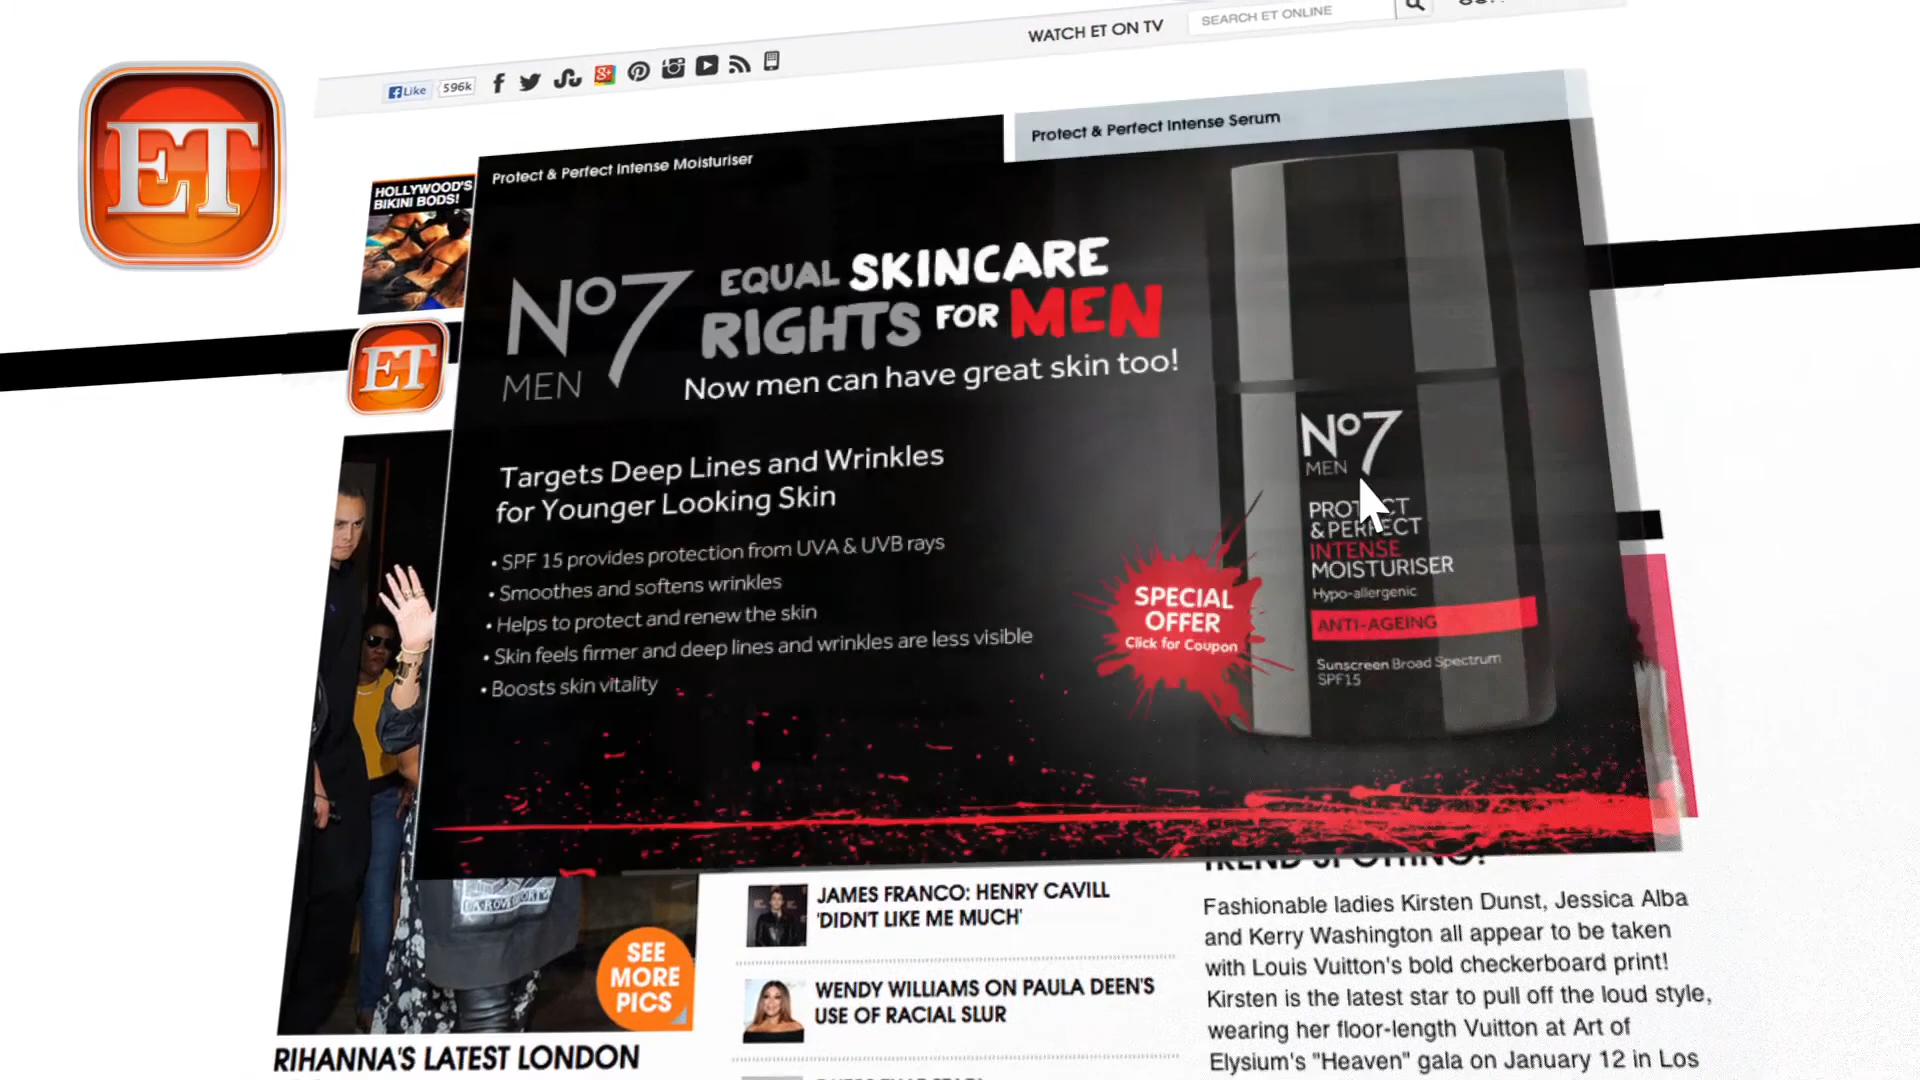 WATCH ET ON TV
SEARCH ET ONLINE
Like
596k
ET
Protect & Perfect Intense Moisturiser
Protect & Perfect Intense Serum
HOLLYWOOD'S
BIKINI BODS!
ET
No7
MEN
EQUAL SKINCARE
RIGHTS FOR MEN
Now men can have great skin too!
Targets Deep Lines and Wrinkles
for Younger Looking Skin
• SPF 15 provides protection from UVA & UVB rays
• Smoothes and softens wrinkles
• Helps to protect and renew the skin
• Skin feels firmer and deep lines and wrinkles are less visible
• Boosts skin vitality
SPECIAL
OFFER
Click for Coupon
No7
MEN
PROTECT
& PERFECT
INTENSE
MOISTURISER
Hypo-allergenic
ANTI-AGEING
Sunscreen Broad Spectrum
SPF15
SEE
MORE
PICS
RIHANNA'S LATEST LONDON
JAMES FRANCO: HENRY CAVILL
'DIDN'T LIKE ME MUCH'
WENDY WILLIAMS ON PAULA DEEN'S
USE OF RACIAL SLUR
TREND SPOTTING!
Fashionable ladies Kirsten Dunst, Jessica Alba
and Kerry Washington all appear to be taken
with Louis Vuitton's bold checkerboard print!
Kirsten is the latest star to pull off the loud style,
wearing her floor-length Vuitton at Art of
Elysium's "Heaven" gala on January 12 in Los